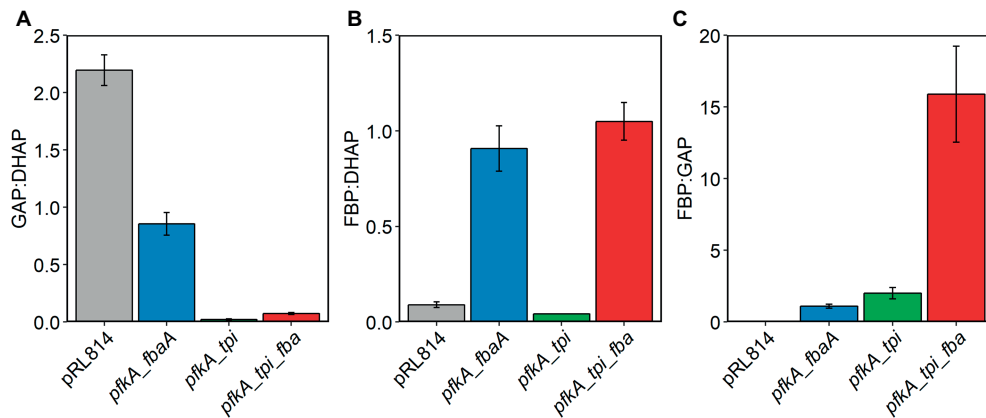 A
GAP:DHAP
2.5
2.0
1.5
1.0
0.5
0.0
pRL814
pfkA_fbaA
pfkA_tpi
pfkA_tpi_fba
B
FBP:DHAP
1.5
1.0
0.5
0.0
pRL814
pfkA_fbaA
pfkA_tpi
pfkA_tpi_fba
C
FBP:GAP
20
15
10
5
0
pRL814
pfkA_fbaA
pfkA_tpi
pfkA_tpi_fba